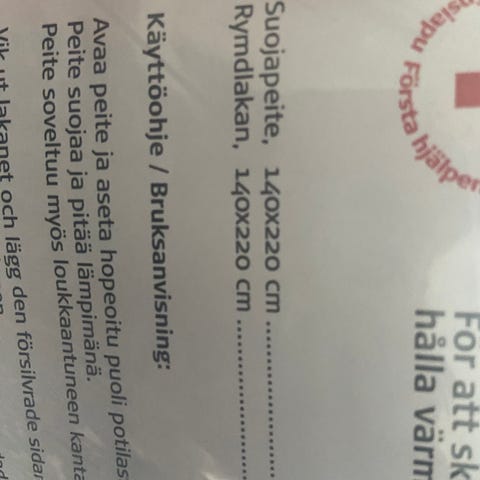 Ensiapu Första hjälpen
För att sk
hålla värm
Suojapeite, 140x220 cm
Rymdlakan, 140x220 cm
Käyttöohje / Bruksanvisning:
Avaa peite ja aseta hopeoitu puoli potilas
Peite suojaa ja pitää lämpimänä.
Peite soveltuu myös loukkaantuneen kanta
Vik ut lakanet och lägg den försilvrade sidan